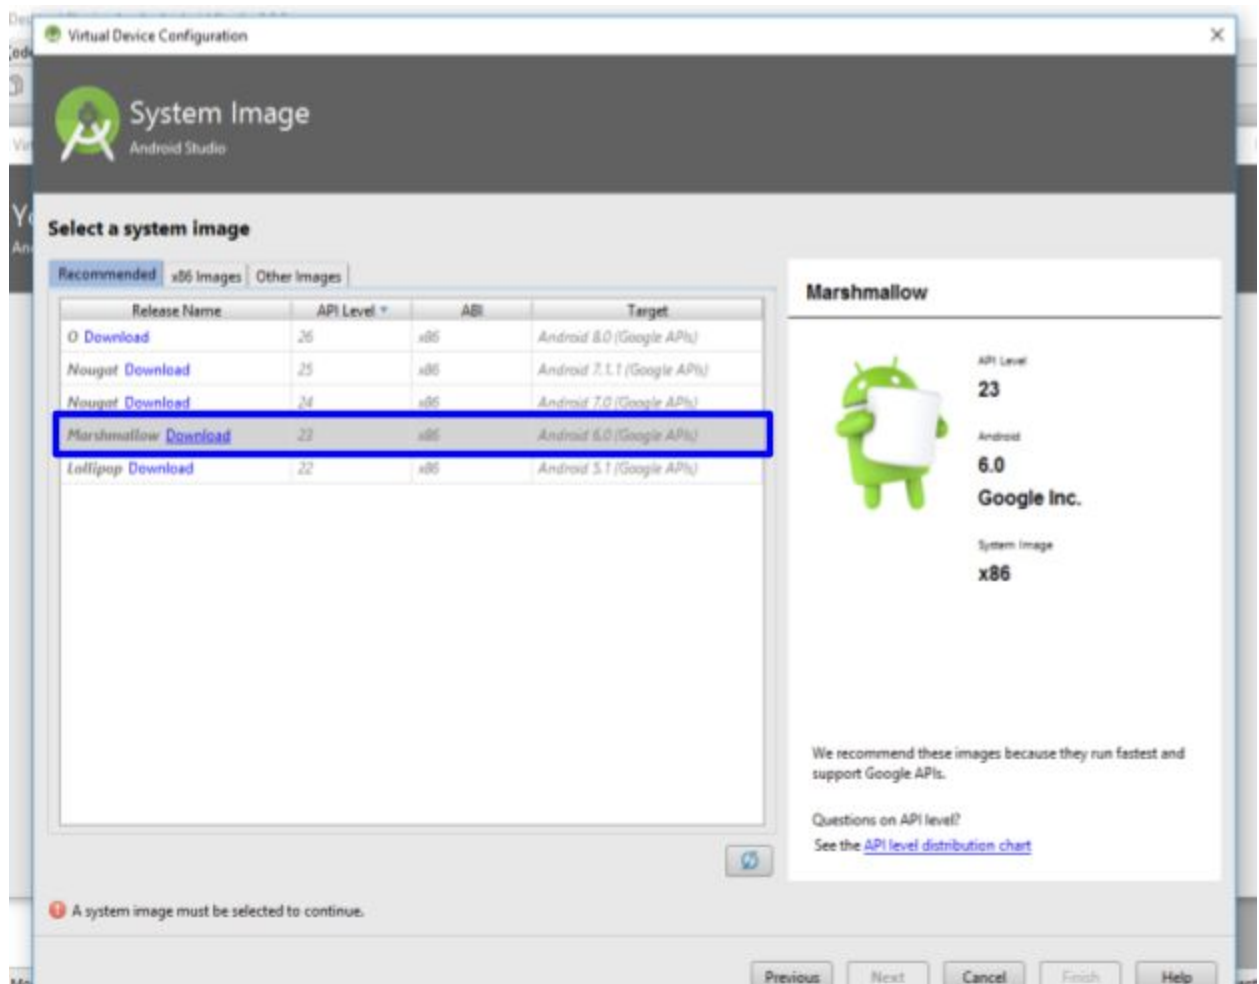 Virtual Device Configuration
System Image
Android Studio
Select a system image
Recommended x86 Images Other Images
Release Name API Level ABI Target
O Download 26 x86 Android 8.0 (Google APIs)
Nougat Download 25 x86 Android 7.1.1 (Google APIs)
Nougat Download 24 x86 Android 7.0 (Google APIs)
Marshmallow Download 23 x86 Android 6.0 (Google APIs)
Lollipop Download 22 x86 Android 5.1 (Google APIs)
Marshmallow
API Level
23
Android
6.0
Google Inc.
System Image
x86
We recommend these images because they run fastest and
support Google APIs.
Questions on API level?
See the API level distribution chart
A system image must be selected to continue.
Previous Next Cancel Finish Help